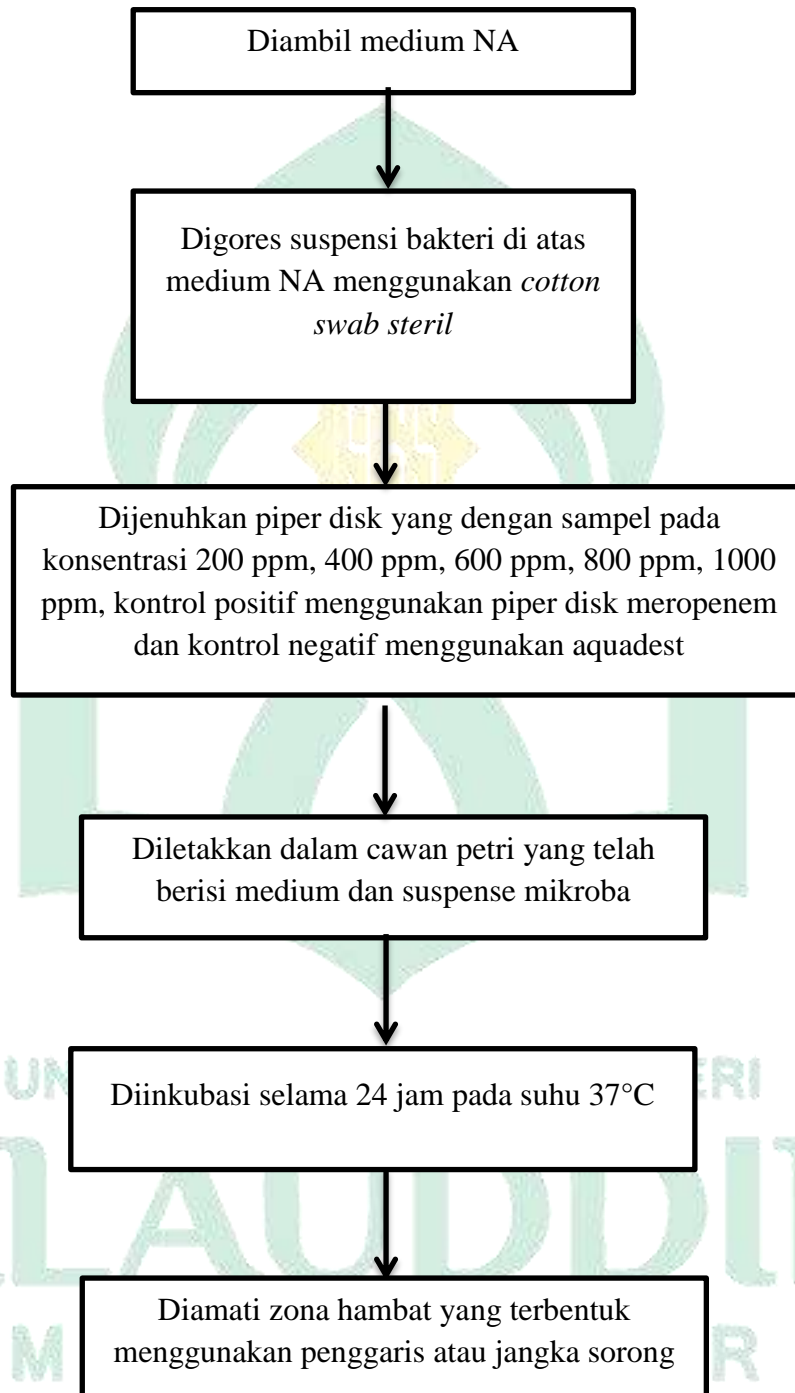 Diambil medium NA
Digores suspensi bakteri di atas
medium NA menggunakan cotton
swab steril
Dijenuhkan piper disk yang dengan sampel pada
konsentrasi 200 ppm, 400 ppm, 600 ppm, 800 ppm, 1000
ppm, kontrol positif menggunakan piper disk meropenem
dan kontrol negatif menggunakan aquadest
Diletakkan dalam cawan petri yang telah
berisi medium dan suspense mikroba
UN ERI
Diinkubasi selama 24 jam pada suhu 37°C
LAUDDI
Diamati zona hambat yang terbentuk
menggunakan penggaris atau jangka sorong
M R